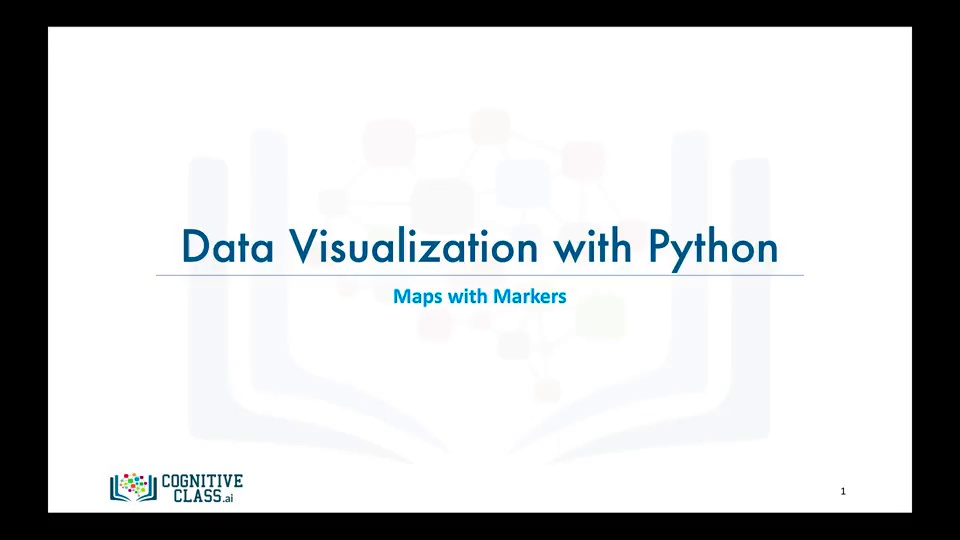 Data Visualization with Python
Maps with Markers
COGNITIVE
CLASS.ai
1